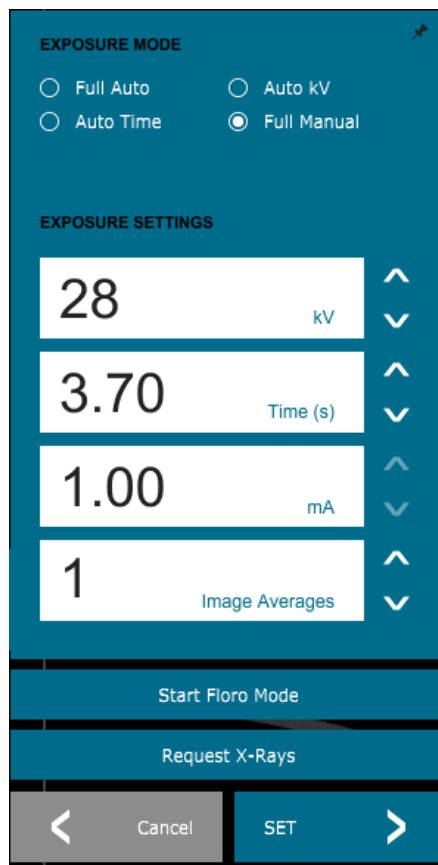 EXPOSURE MODE
Full Auto
Auto kV
Auto Time
Full Manual
EXPOSURE SETTINGS
28
kV
3.70
Time (s)
1.00
mA
1
Image Averages
Start Floro Mode
Request X-Rays
Cancel
SET